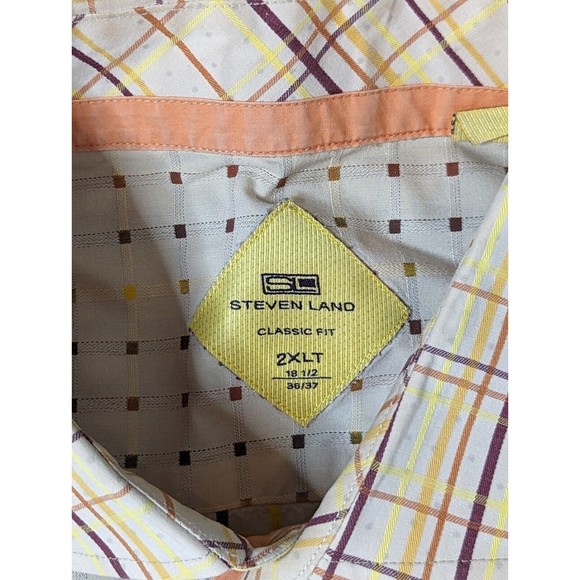 SL
STEVEN LAND
CLASSIC FIT
2XLT
18 1/2
36/37